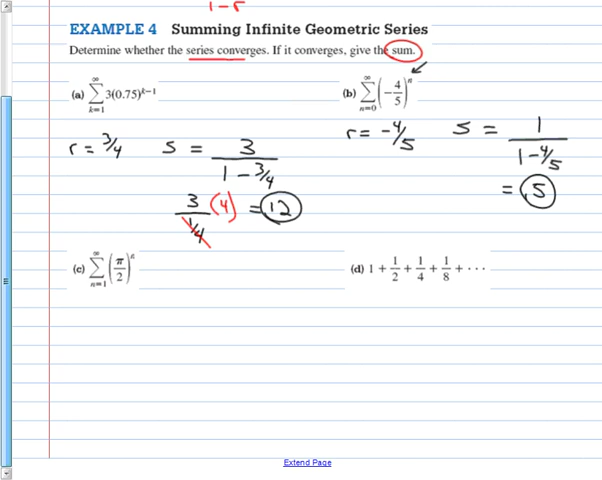 1 - r
EXAMPLE 4 Summing Infinite Geometric Series
Determine whether the series converges. If it converges, give the sum.
(a) ∑_{k=1}^{∞} 3(0.75)^{k-1}
(b) ∑_{n=0}^{∞} (-4/5)^n
r = 3/4
S = 3 / (1 - 3/4)
3 / (1/4) (4) = 12
r = -4/5
S = 1 / (1 - 4/5)
= .5
(c) ∑_{n=1}^{∞} (π/2)^n
(d) 1 + 1/2 + 1/4 + 1/8 + ···
Extend Page